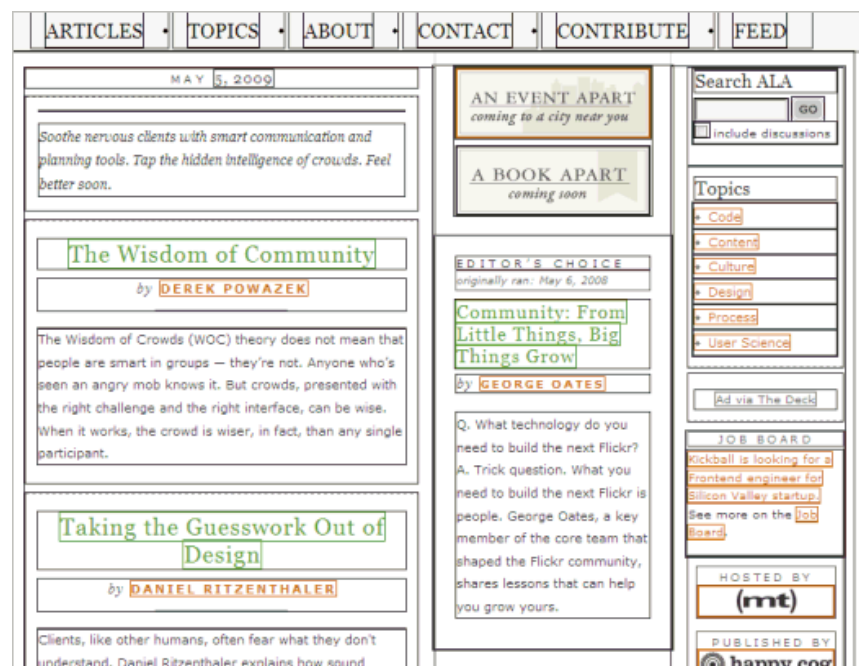 ARTICLES • TOPICS • ABOUT • CONTACT • CONTRIBUTE • FEED
MAY 5, 2009
Soothe nervous clients with smart communication and
planning tools. Tap the hidden intelligence of crowds. Feel
better soon.
The Wisdom of Community
by DEREK POWAZEK
The Wisdom of Crowds (WOC) theory does not mean that
people are smart in groups — they're not. Anyone who's
seen an angry mob knows it. But crowds, presented with
the right challenge and the right interface, can be wise.
When it works, the crowd is wiser, in fact, than any single
participant.
Taking the Guesswork Out of
Design
by DANIEL RITZENTHALER
Clients, like other humans, often fear what they don't
understand. Daniel Ritzenthaler explains how sound
AN EVENT APART
coming to a city near you
A BOOK APART
coming soon
EDITOR'S CHOICE
originally ran: May 6, 2008
Community: From
Little Things, Big
Things Grow
by GEORGE OATES
Q. What technology do you
need to build the next Flickr?
A. Trick question. What you
need to build the next Flickr is
people. George Oates, a key
member of the core team that
shaped the Flickr community,
shares lessons that can help
you grow yours.
Search ALA
GO
include discussions
Topics
• Code
• Content
• Culture
• Design
• Process
• User Science
Ad via The Deck
JOB BOARD
Kickball is looking for a
Frontend engineer for
Silicon Valley startup.
See more on the Job
Board.
HOSTED BY
(mt)
PUBLISHED BY
happy cog